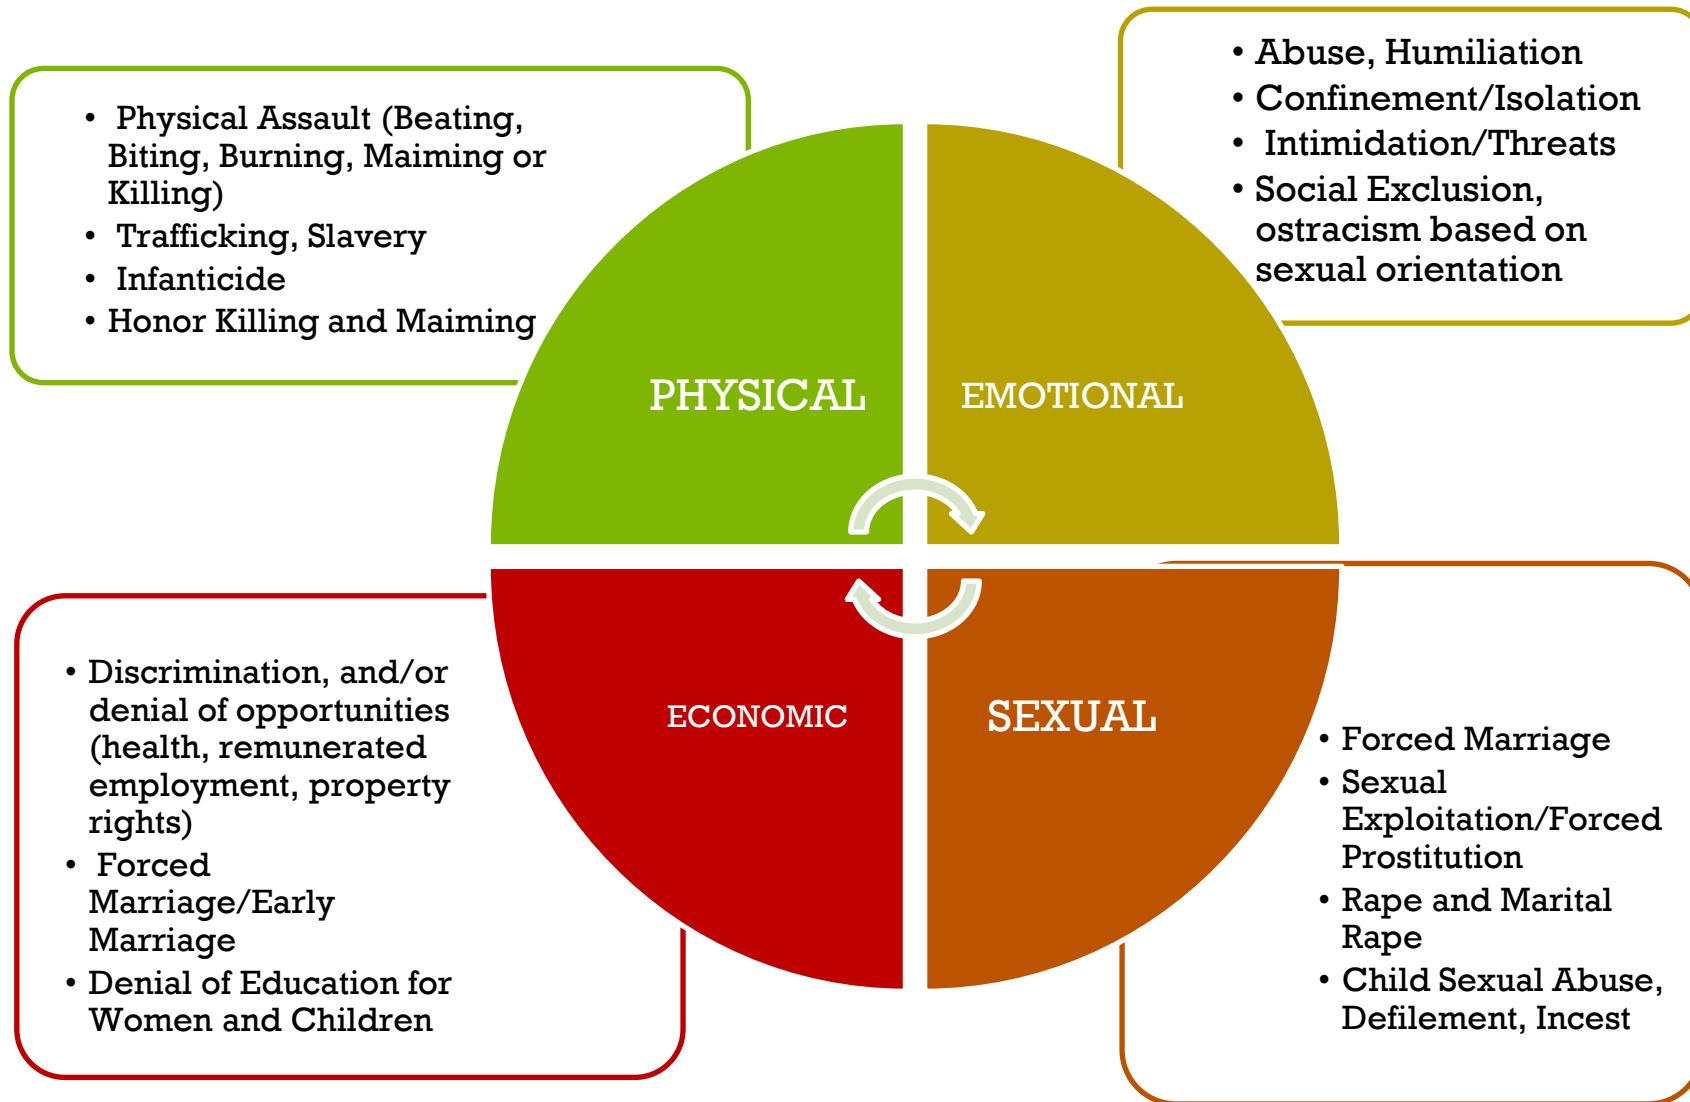 • Physical Assault (Beating,
Biting, Burning, Maiming or
Killing)
• Trafficking, Slavery
• Infanticide
• Honor Killing and Maiming
• Abuse, Humiliation
• Confinement/Isolation
• Intimidation/Threats
• Social Exclusion,
ostracism based on
sexual orientation
PHYSICAL
EMOTIONAL
ECONOMIC
SEXUAL
• Discrimination, and/or
denial of opportunities
(health, remunerated
employment, property
rights)
• Forced
Marriage/Early
Marriage
• Denial of Education for
Women and Children
• Forced Marriage
• Sexual
Exploitation/Forced
Prostitution
• Rape and Marital
Rape
• Child Sexual Abuse,
Defilement, Incest